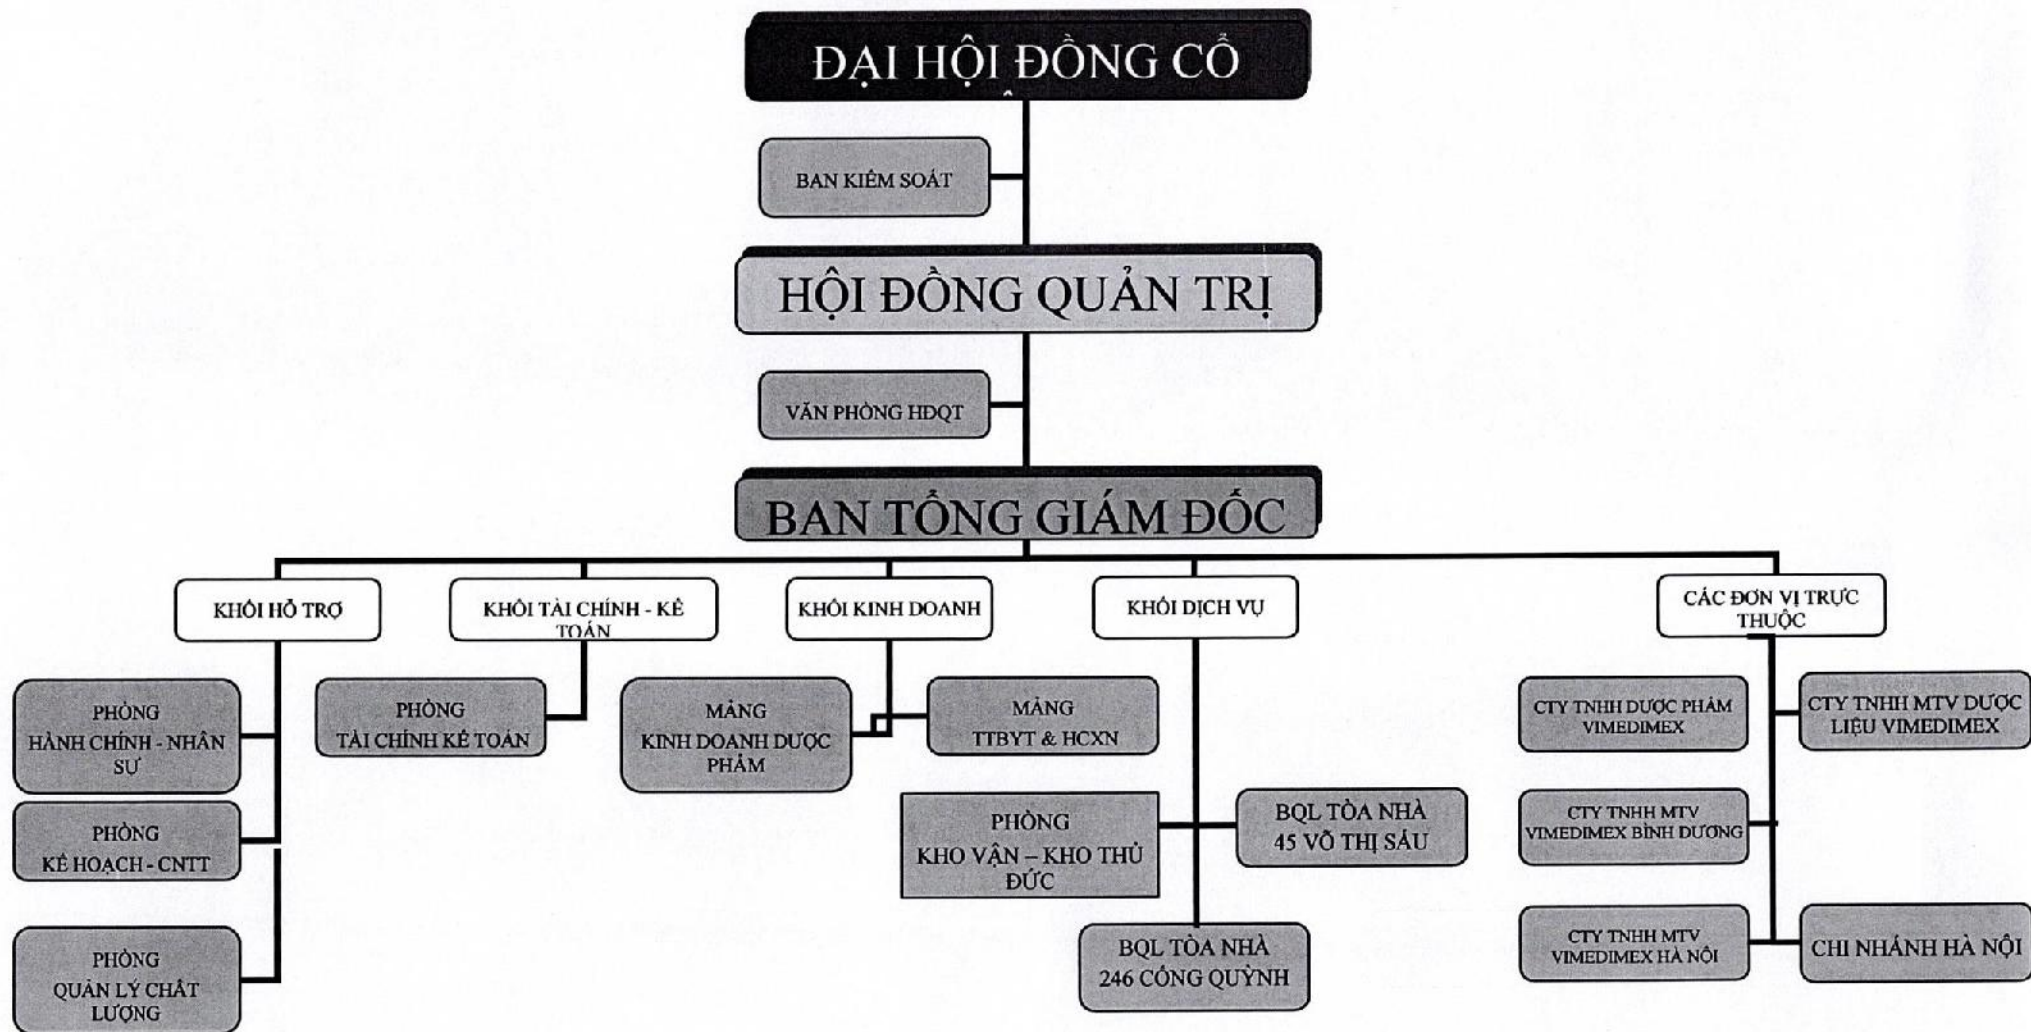 ĐẠI HỘI ĐỒNG CỔ
BAN KIỂM SOÁT
HỘI ĐỒNG QUẢN TRỊ
VĂN PHÒNG HĐQT
BAN TỔNG GIÁM ĐỐC
KHỐI HỖ TRỢ
KHỐI TÀI CHÍNH - KẾ
TOÁN
KHỐI KINH DOANH
KHỐI DỊCH VỤ
CÁC ĐƠN VỊ TRỰC
THUỘC
PHÒNG
HÀNH CHÍNH - NHÂN
SỰ
PHÒNG
TÀI CHÍNH KẾ TOÁN
MẢNG
KINH DOANH DƯỢC
PHẨM
MẢNG
TTBYT & HCXN
CTY TNHH DƯỢC PHẨM
VIMEDIMEX
CTY TNHH MTV DƯỢC
LIỆU VIMEDIMEX
PHÒNG
KẾ HOẠCH - CNTT
PHÒNG
KHO VẬN – KHO THỦ
ĐỨC
BQL TÒA NHÀ
45 VÕ THỊ SÁU
CTY TNHH MTV
VIMEDIMEX BÌNH DƯƠNG
PHÒNG
QUẢN LÝ CHẤT
LƯỢNG
BQL TÒA NHÀ
246 CỐNG QUỲNH
CTY TNHH MTV
VIMEDIMEX HÀ NỘI
CHI NHÁNH HÀ NỘI